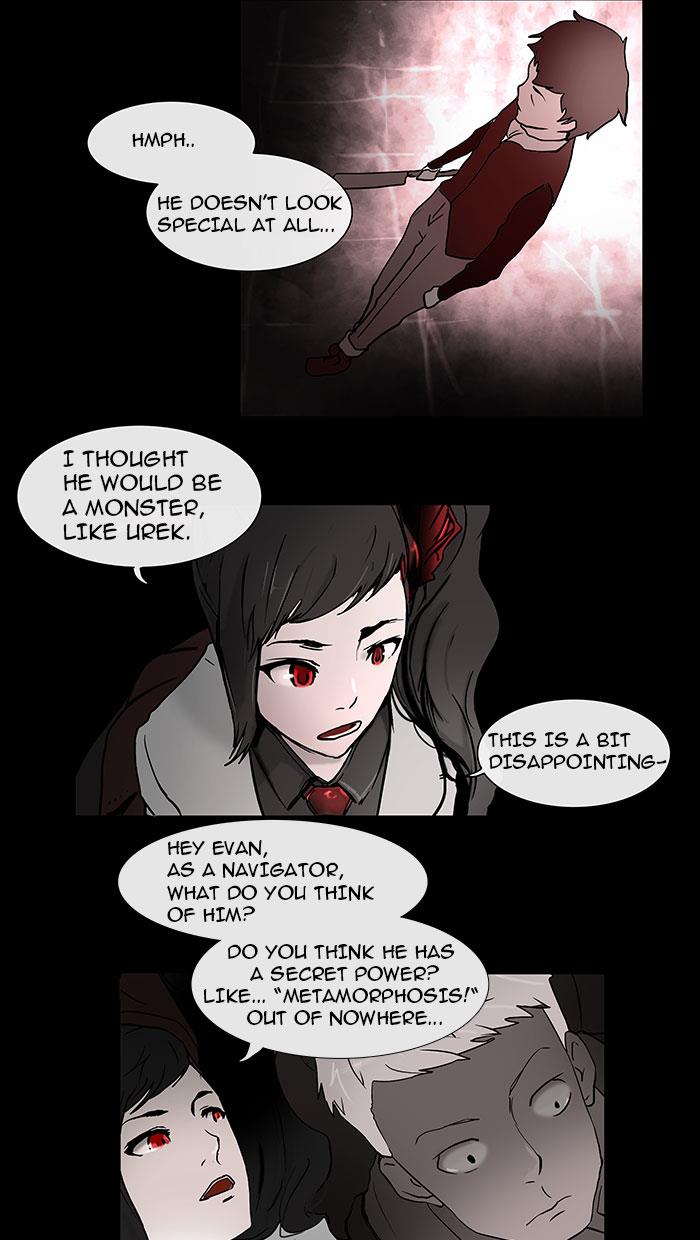 HMPH..
HE DOESN'T LOOK
SPECIAL AT ALL...
I THOUGHT
HE WOULD BE
A MONSTER,
LIKE UREK.
THIS IS A BIT
DISAPPOINTING~
HEY EVAN,
AS A NAVIGATOR,
WHAT DO YOU THINK
OF HIM?
DO YOU THINK HE HAS
A SECRET POWER?
LIKE... "METAMORPHOSIS!"
OUT OF NOWHERE...